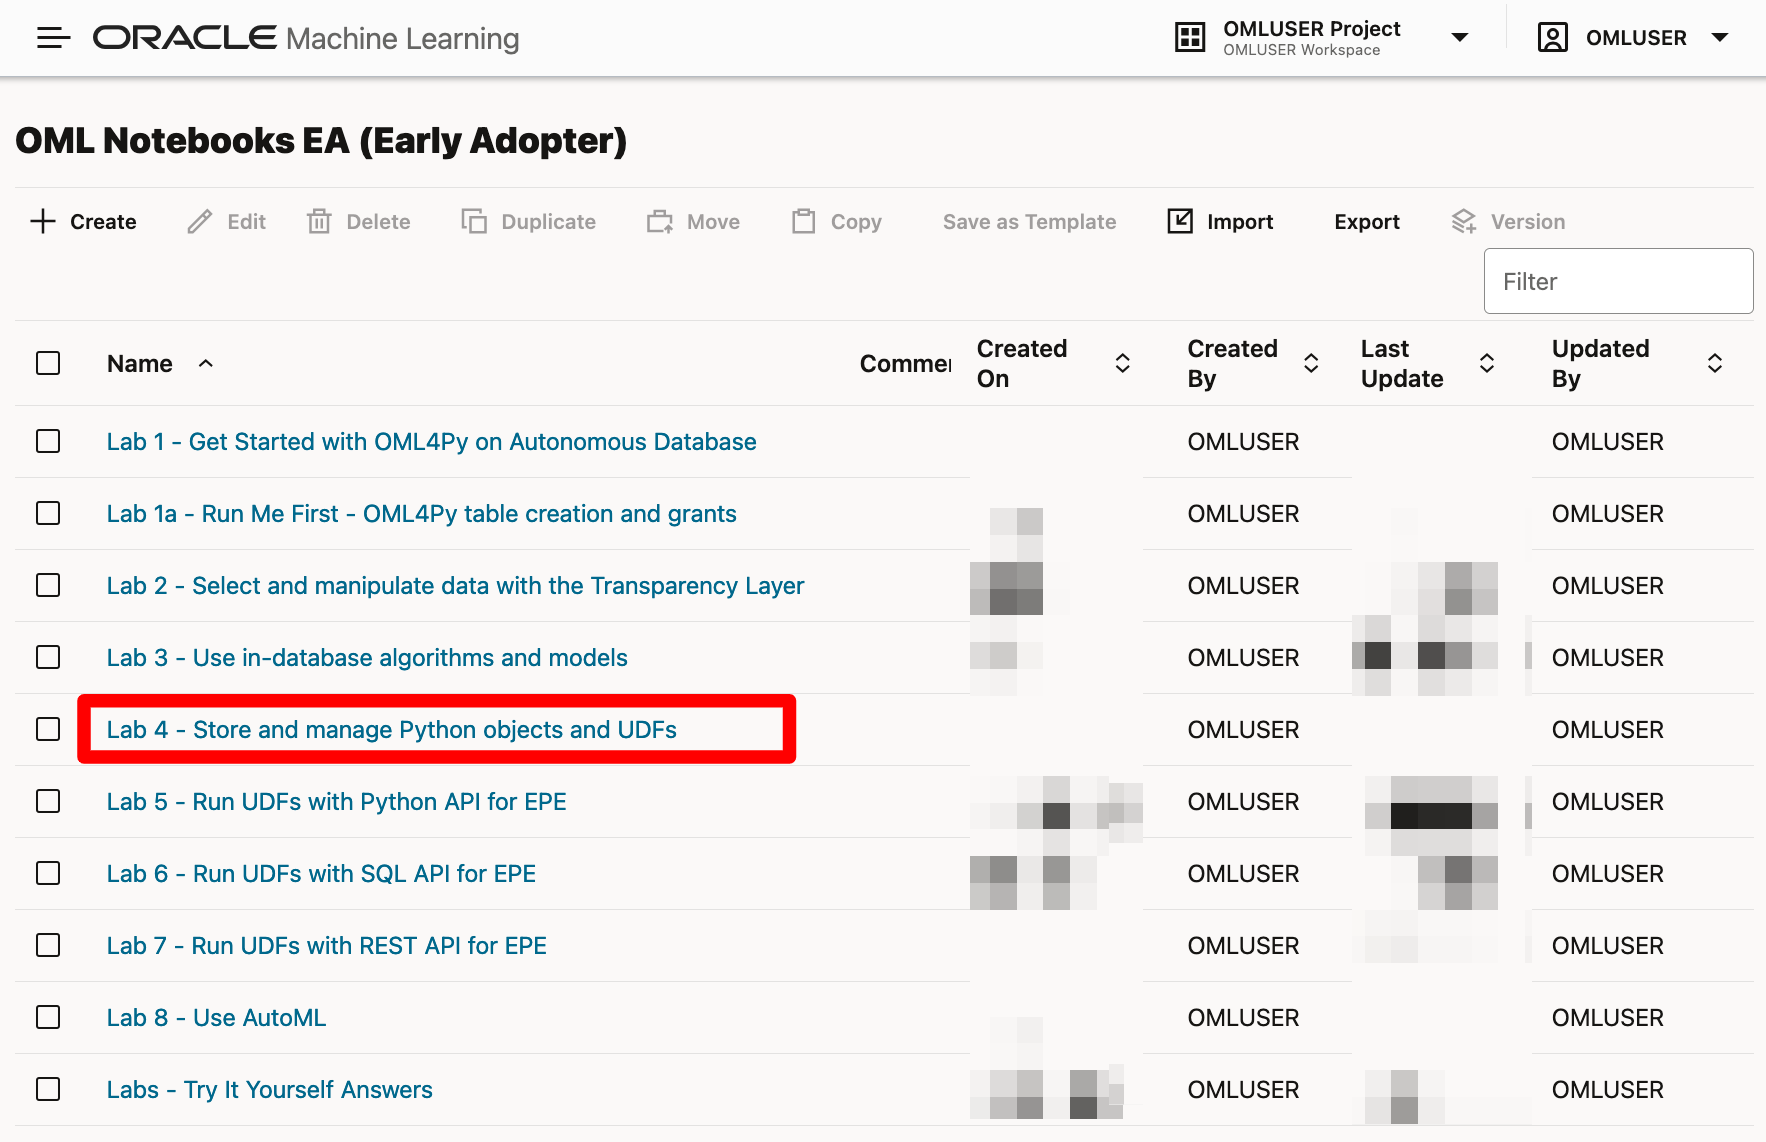 ORACLE Machine Learning
OMLUSER Project
OMLUSER Workspace
OMLUSER
OML Notebooks EA (Early Adopter)
Create Edit Delete Duplicate Move Copy Save as Template Import Export Version
Filter
Name Commen Created On Created By Last Update Updated By
Lab 1 - Get Started with OML4Py on Autonomous Database OMLUSER OMLUSER
Lab 1a - Run Me First - OML4Py table creation and grants OMLUSER OMLUSER
Lab 2 - Select and manipulate data with the Transparency Layer OMLUSER OMLUSER
Lab 3 - Use in-database algorithms and models OMLUSER OMLUSER
Lab 4 - Store and manage Python objects and UDFs OMLUSER OMLUSER
Lab 5 - Run UDFs with Python API for EPE OMLUSER OMLUSER
Lab 6 - Run UDFs with SQL API for EPE OMLUSER OMLUSER
Lab 7 - Run UDFs with REST API for EPE OMLUSER OMLUSER
Lab 8 - Use AutoML OMLUSER OMLUSER
Labs - Try It Yourself Answers OMLUSER OMLUSER